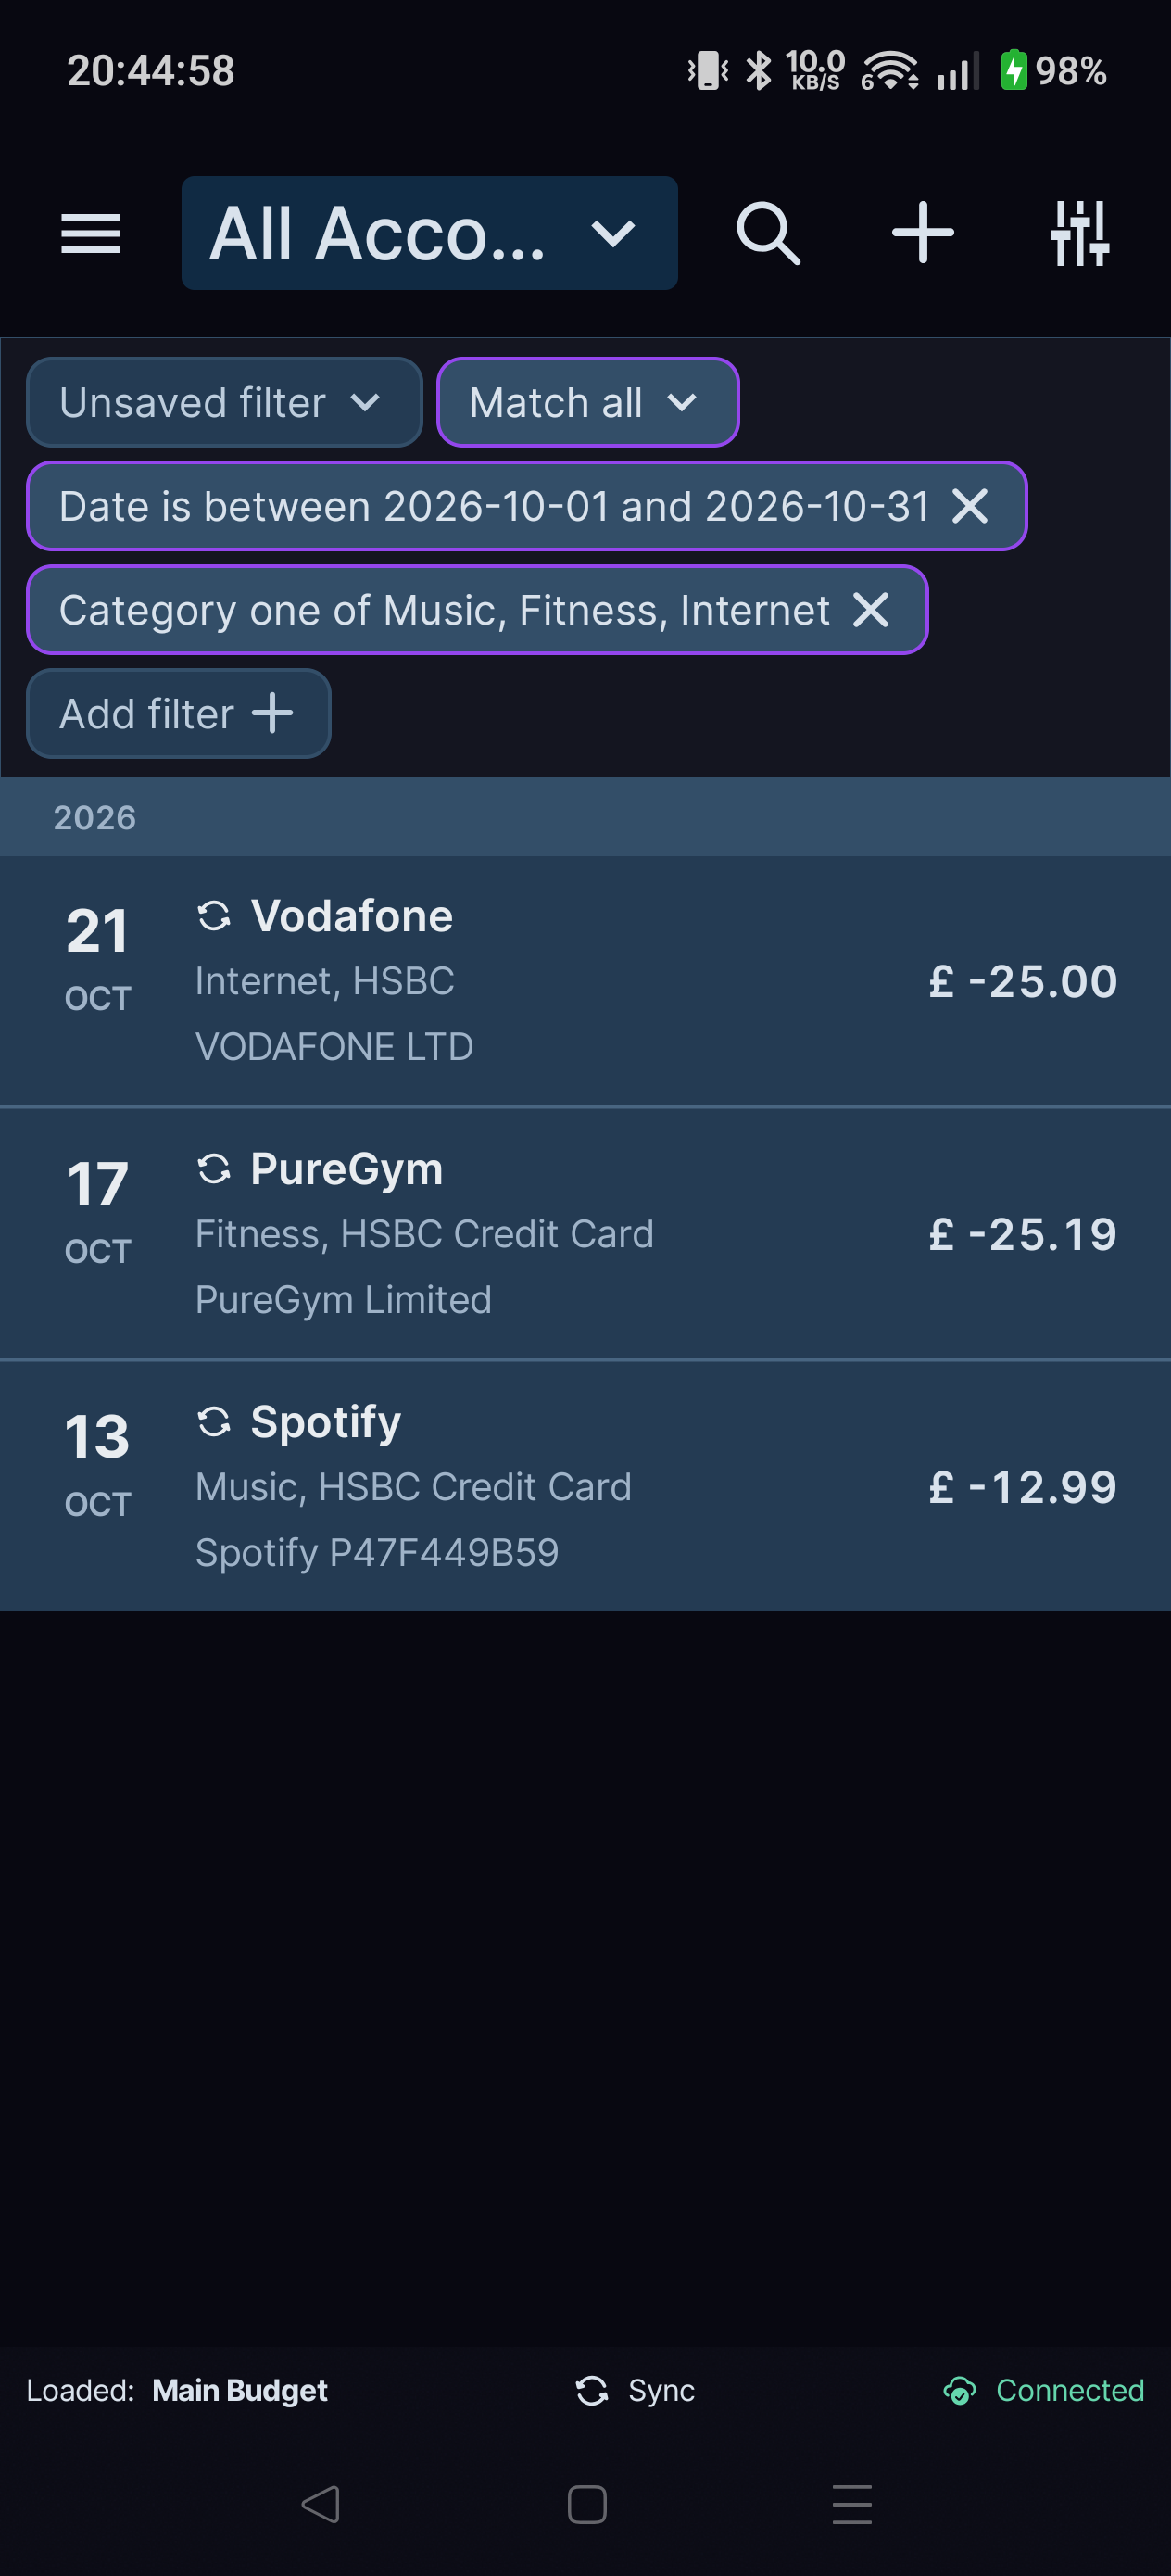 20:44:58 10.0 KB/S 6 98%
All Acco...
Unsaved filter Match all
Date is between 2026-10-01 and 2026-10-31
Category one of Music, Fitness, Internet
Add filter
2026
21 OCT
Vodafone
Internet, HSBC
VODAFONE LTD
£ -25.00
17 OCT
PureGym
Fitness, HSBC Credit Card
PureGym Limited
£ -25.19
13 OCT
Spotify
Music, HSBC Credit Card
Spotify P47F449B59
£ -12.99
Loaded: Main Budget Sync Connected